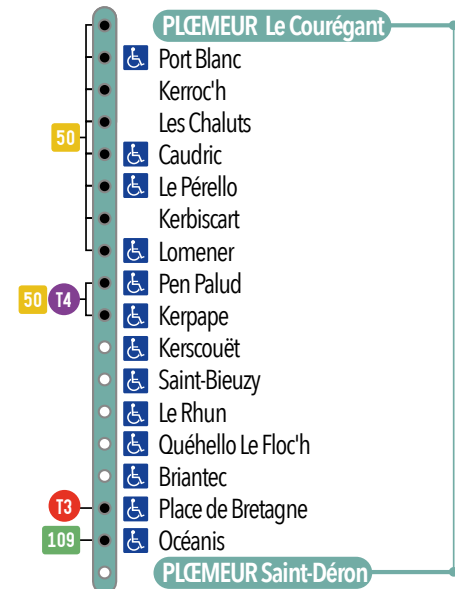 PLŒMEUR Le Courégant
Port Blanc
Kerroc'h
Les Chaluts
50
Caudric
Le Pérello
Kerbiscart
Lomener
Pen Palud
50 T4
Kerpape
Kerscouët
Saint-Bieuzy
Le Rhun
Quéhello Le Floc'h
Briantec
T3 Place de Bretagne
109 Océanis
PLŒMEUR Saint-Déron